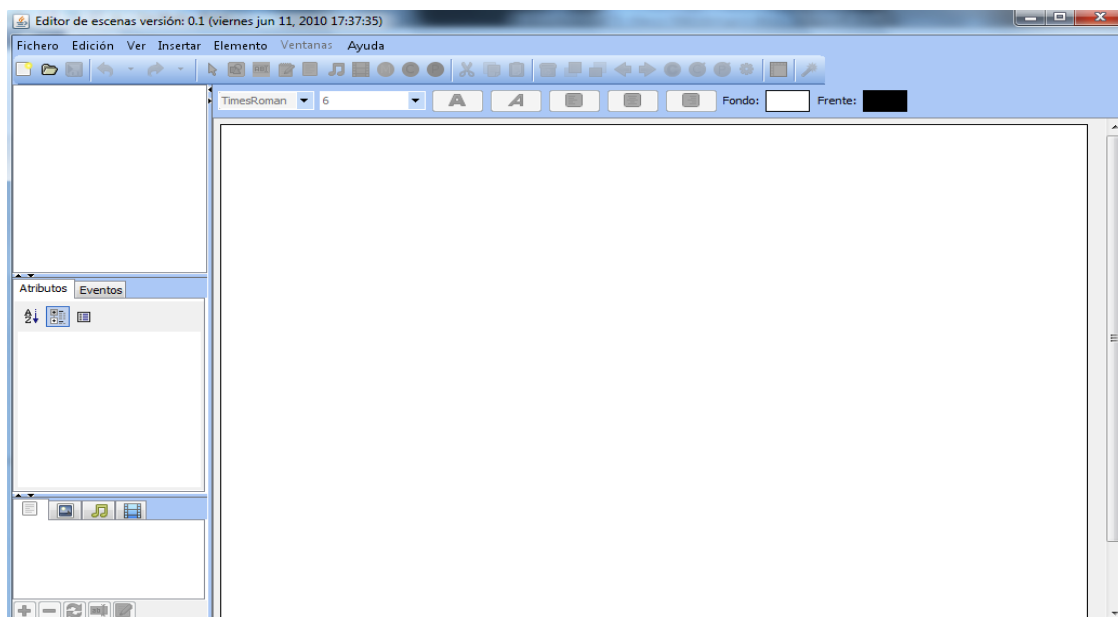 Editor de escenas versión: 0.1 (viernes jun 11, 2010 17:37:35)
Fichero Edición Ver Insertar Elemento Ventanas Ayuda
TimesRoman 6 A A Fondo: Frente:
Atributos Eventos